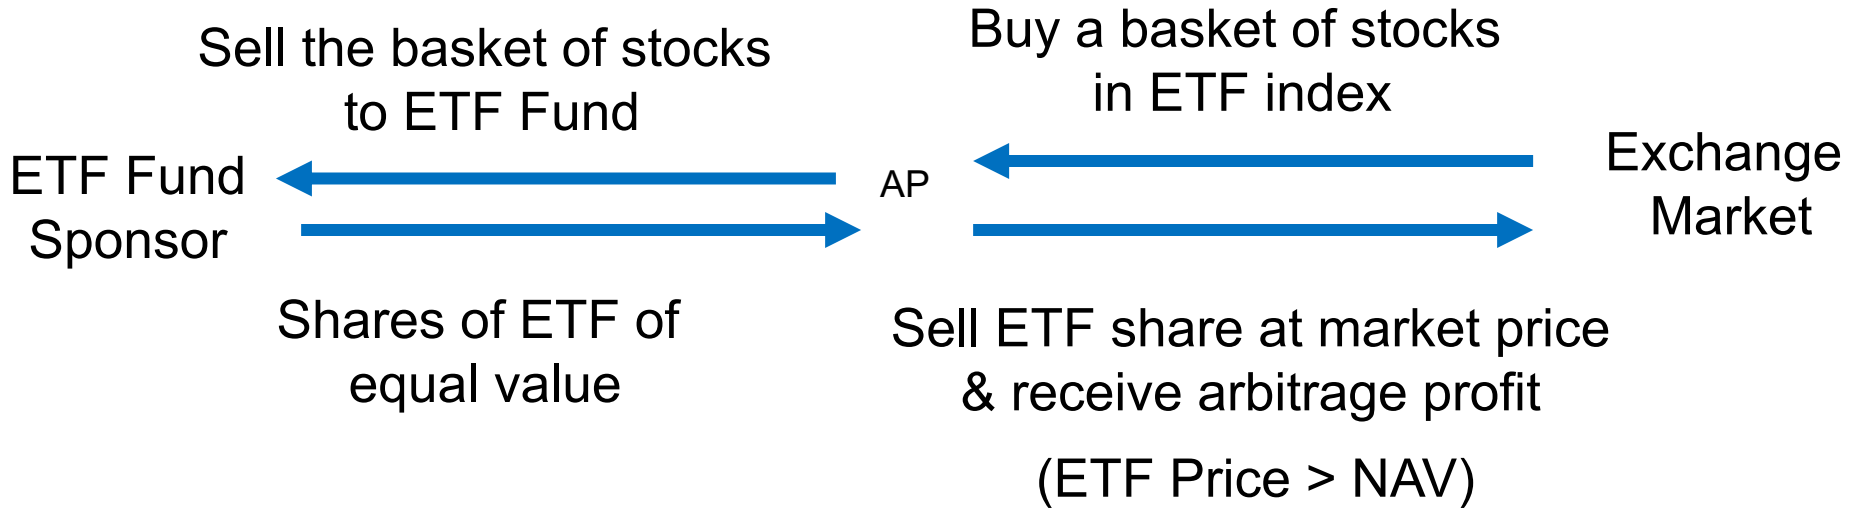 Sell the basket of stocks
to ETF Fund
Buy a basket of stocks
in ETF index
ETF Fund
Sponsor
AP
Exchange
Market
Shares of ETF of
equal value
Sell ETF share at market price
& receive arbitrage profit
(ETF Price > NAV)